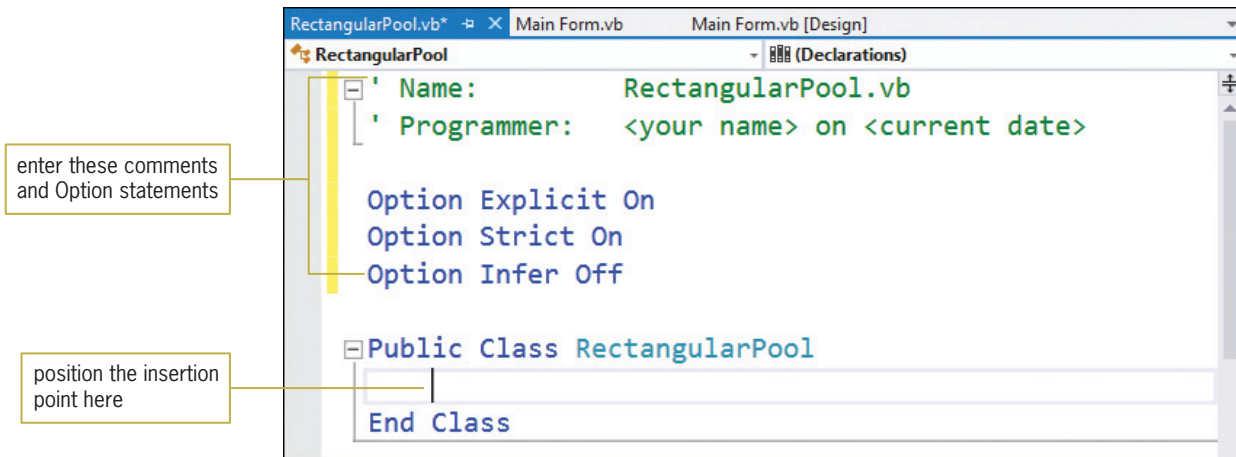 RectangularPool.vb* Main Form.vb Main Form.vb [Design]
RectangularPool (Declarations)
' Name: RectangularPool.vb
' Programmer: <your name> on <current date>
enter these comments
and Option statements
Option Explicit On
Option Strict On
Option Infer Off
Public Class RectangularPool
position the insertion
point here
End Class